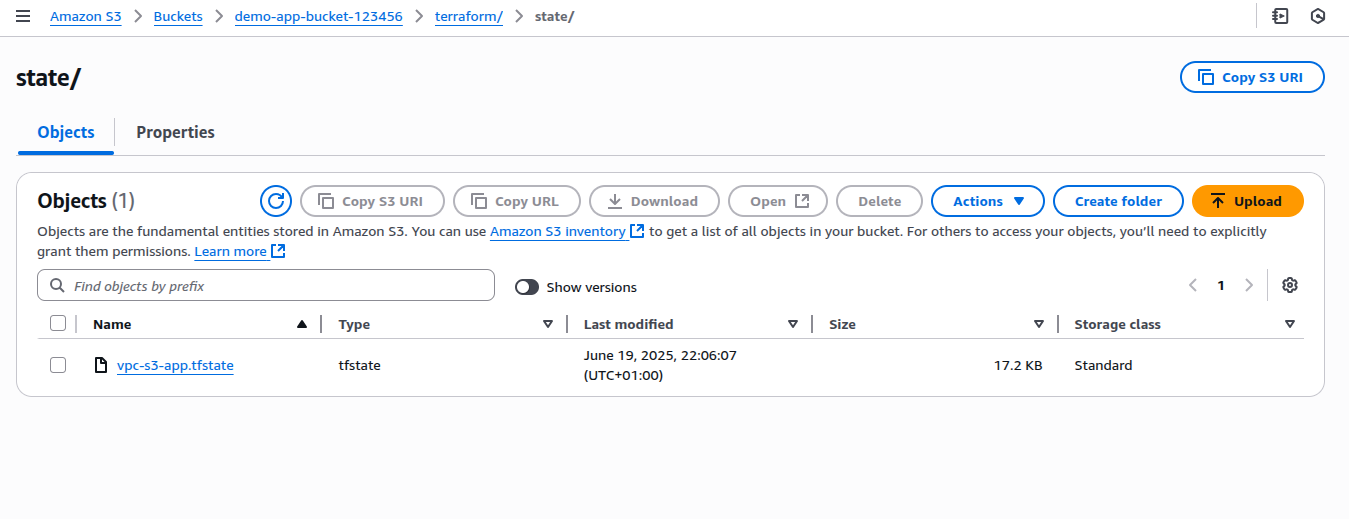 Amazon S3 > Buckets > demo-app-bucket-123456 > terraform/ > state/
state/
Copy S3 URI
Objects Properties
Objects (1) Copy S3 URI Copy URL Download Open Delete Actions Create folder Upload
Objects are the fundamental entities stored in Amazon S3. You can use Amazon S3 inventory to get a list of all objects in your bucket. For others to access your objects, you'll need to explicitly
grant them permissions. Learn more
Find objects by prefix Show versions 1
Name Type Last modified Size Storage class
vpc-s3-app.tfstate tfstate June 19, 2025, 22:06:07 (UTC+01:00) 17.2 KB Standard